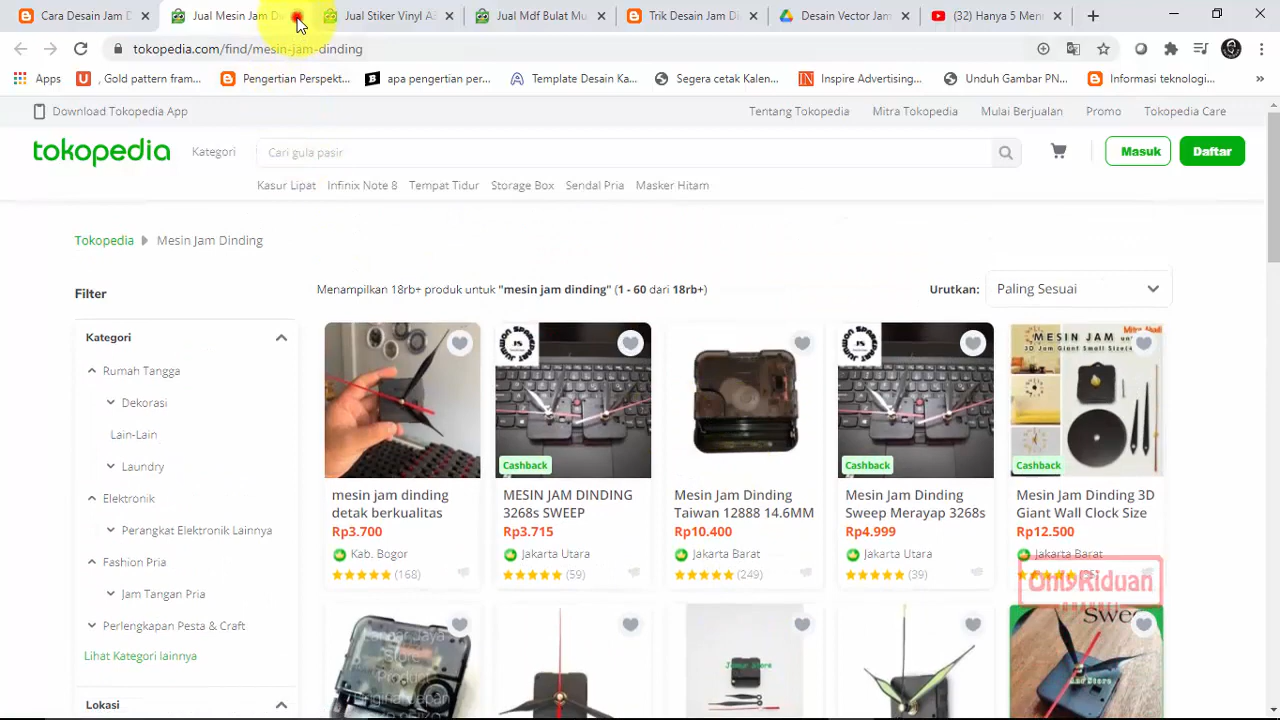 Cara Desain Jam D
Jual Mesin Jam D
Jual Stiker Vinyl A3
Jual Mdf Bulat Mu
Trik Desain Jam D
Desain Vector Jam
(32) Hanya 5 Men
tokopedia.com/find/mesin-jam-dinding
Apps
, Gold pattern fram...
Pengertian Perspekt...
apa pengertian per...
Template Desain Ka...
Segera Cetak Kalen...
Inspire Advertising...
Unduh Gambar PN...
Informasi teknologi...
Download Tokopedia App
Tentang Tokopedia
Mitra Tokopedia
Mulai Berjualan
Promo
Tokopedia Care
tokopedia
Kategori
Cari gula pasir
Masuk
Daftar
Kasur Lipat
Infinix Note 8
Tempat Tidur
Storage Box
Sendal Pria
Masker Hitam
Tokopedia
Mesin Jam Dinding
Filter
Menampilkan 18rb+ produk untuk "mesin jam dinding" (1 - 60 dari 18rb+)
Urutkan:
Paling Sesuai
Kategori
Rumah Tangga
Dekorasi
Lain-Lain
Laundry
Elektronik
Perangkat Elektronik Lainnya
Fashion Pria
Jam Tangan Pria
Perlengkapan Pesta & Craft
Lihat Kategori lainnya
Lokasi
mesin jam dinding
detak berkualitas
Rp3.700
Kab. Bogor
(168)
Cashback
MESIN JAM DINDING
3268s SWEEP
Rp3.715
Jakarta Utara
(59)
Mesin Jam Dinding
Taiwan 12888 14.6MM
Rp10.400
Jakarta Barat
(249)
Cashback
Mesin Jam Dinding
Sweep Merayap 3268s
Rp4.999
Jakarta Utara
(39)
MESIN JAM
3D Jam Giant Small Size
Cashback
Mesin Jam Dinding 3D
Giant Wall Clock Size
Rp12.500
Jakarta Barat
Riduan
Lancar Jaya
Store
Product
Original Japan